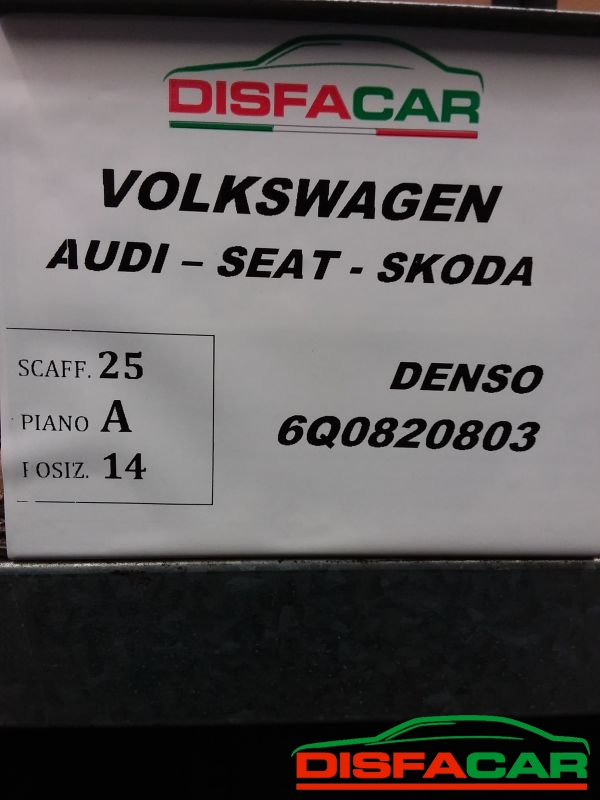 DISFACAR
VOLKSWAGEN
AUDI – SEAT - SKODA
SCAFF. 25
PIANO A
POSIZ. 14
DENSO
6Q0820803
DISFACAR